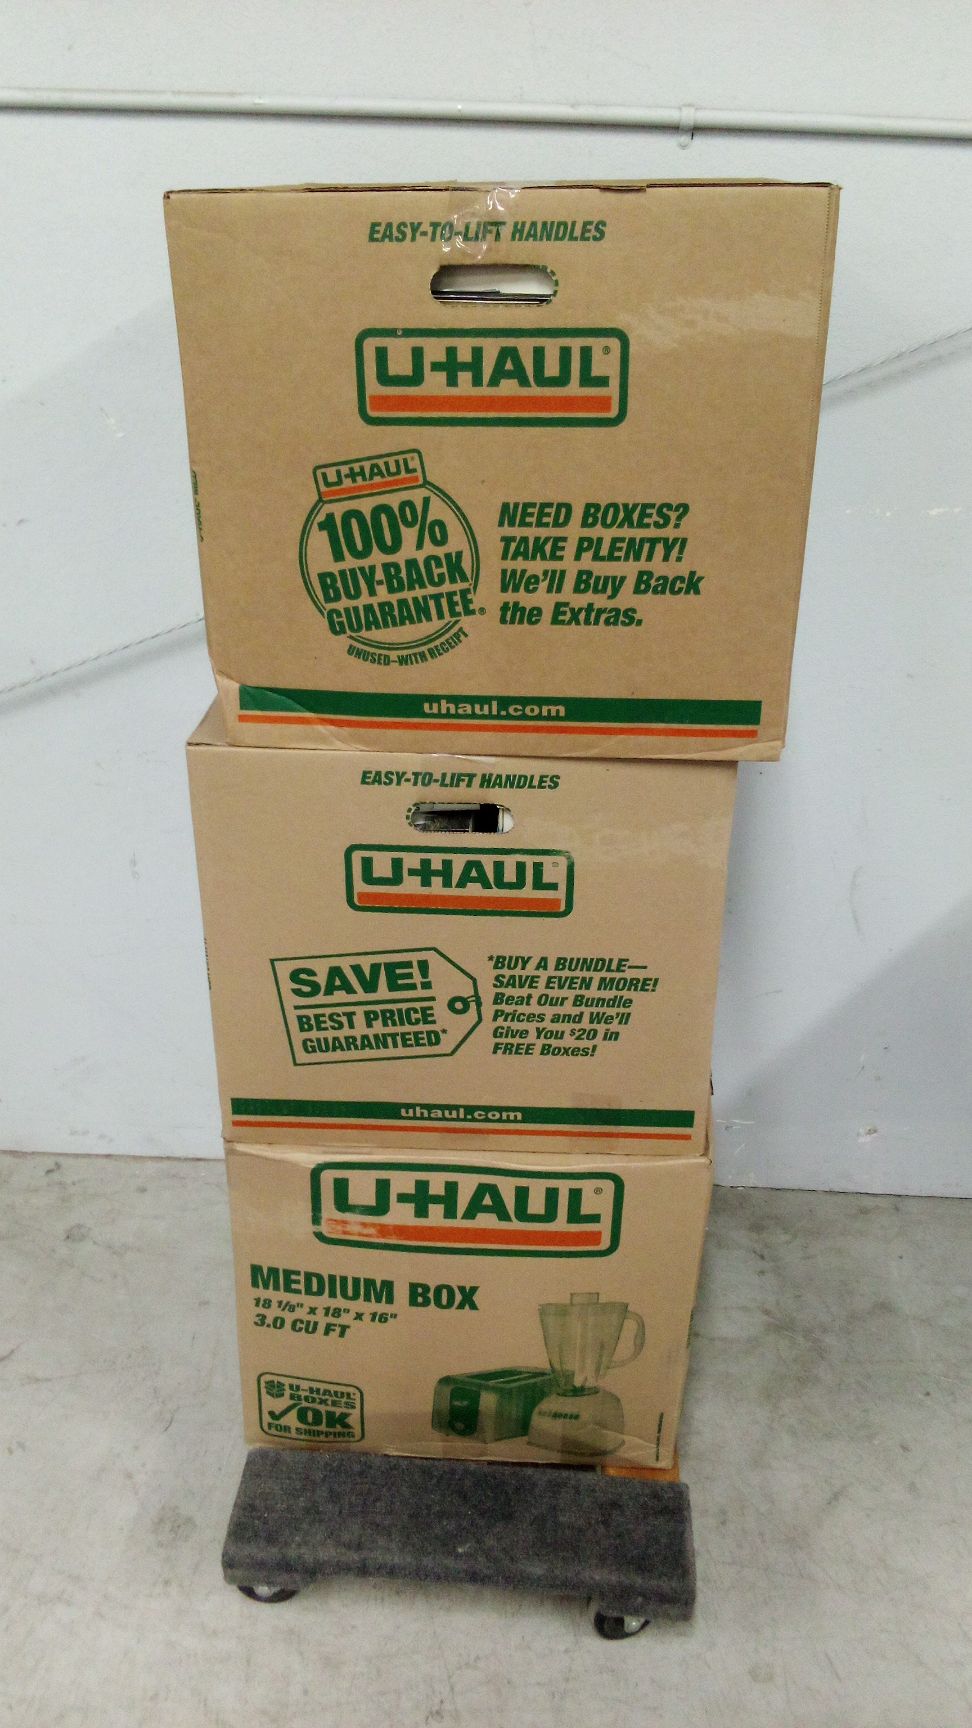 EASY-TO-LIFT HANDLES
U-HAUL®
U-HAUL
100%
BUY-BACK
GUARANTEE®
UNUSED–WITH RECEIPT
NEED BOXES?
TAKE PLENTY!
We'll Buy Back
the Extras.
uhaul.com
EASY-TO-LIFT HANDLES
U-HAUL®
SAVE!
BEST PRICE
GUARANTEED*
*BUY A BUNDLE—
SAVE EVEN MORE!
Beat Our Bundle
Prices and We'll
Give You $20 in
FREE Boxes!
uhaul.com
U-HAUL®
MEDIUM BOX
18 1/8" x 18" x 16"
3.0 CU FT
U-HAUL
BOXES
OK
FOR SHIPPING